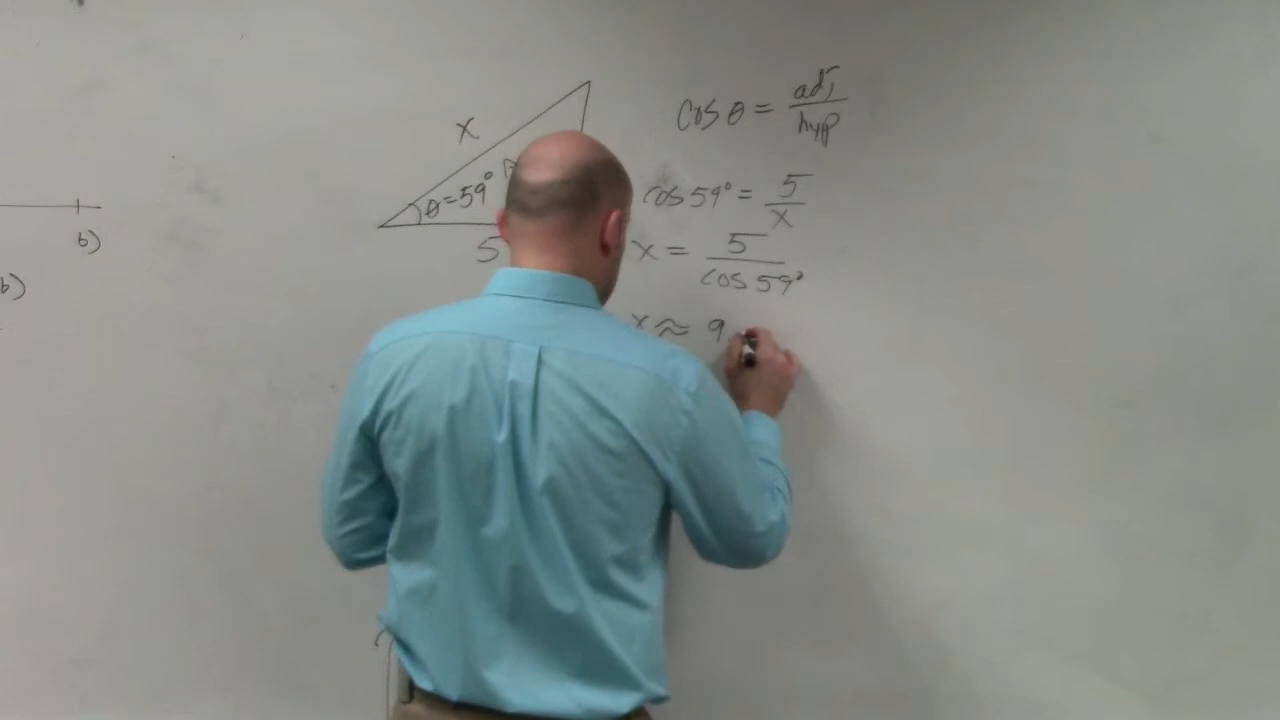 b)
b)
x
θ=59°
5
cos θ = adj/hyp
cos 59° = 5/x
x = 5/cos 59°
x ≈ 9